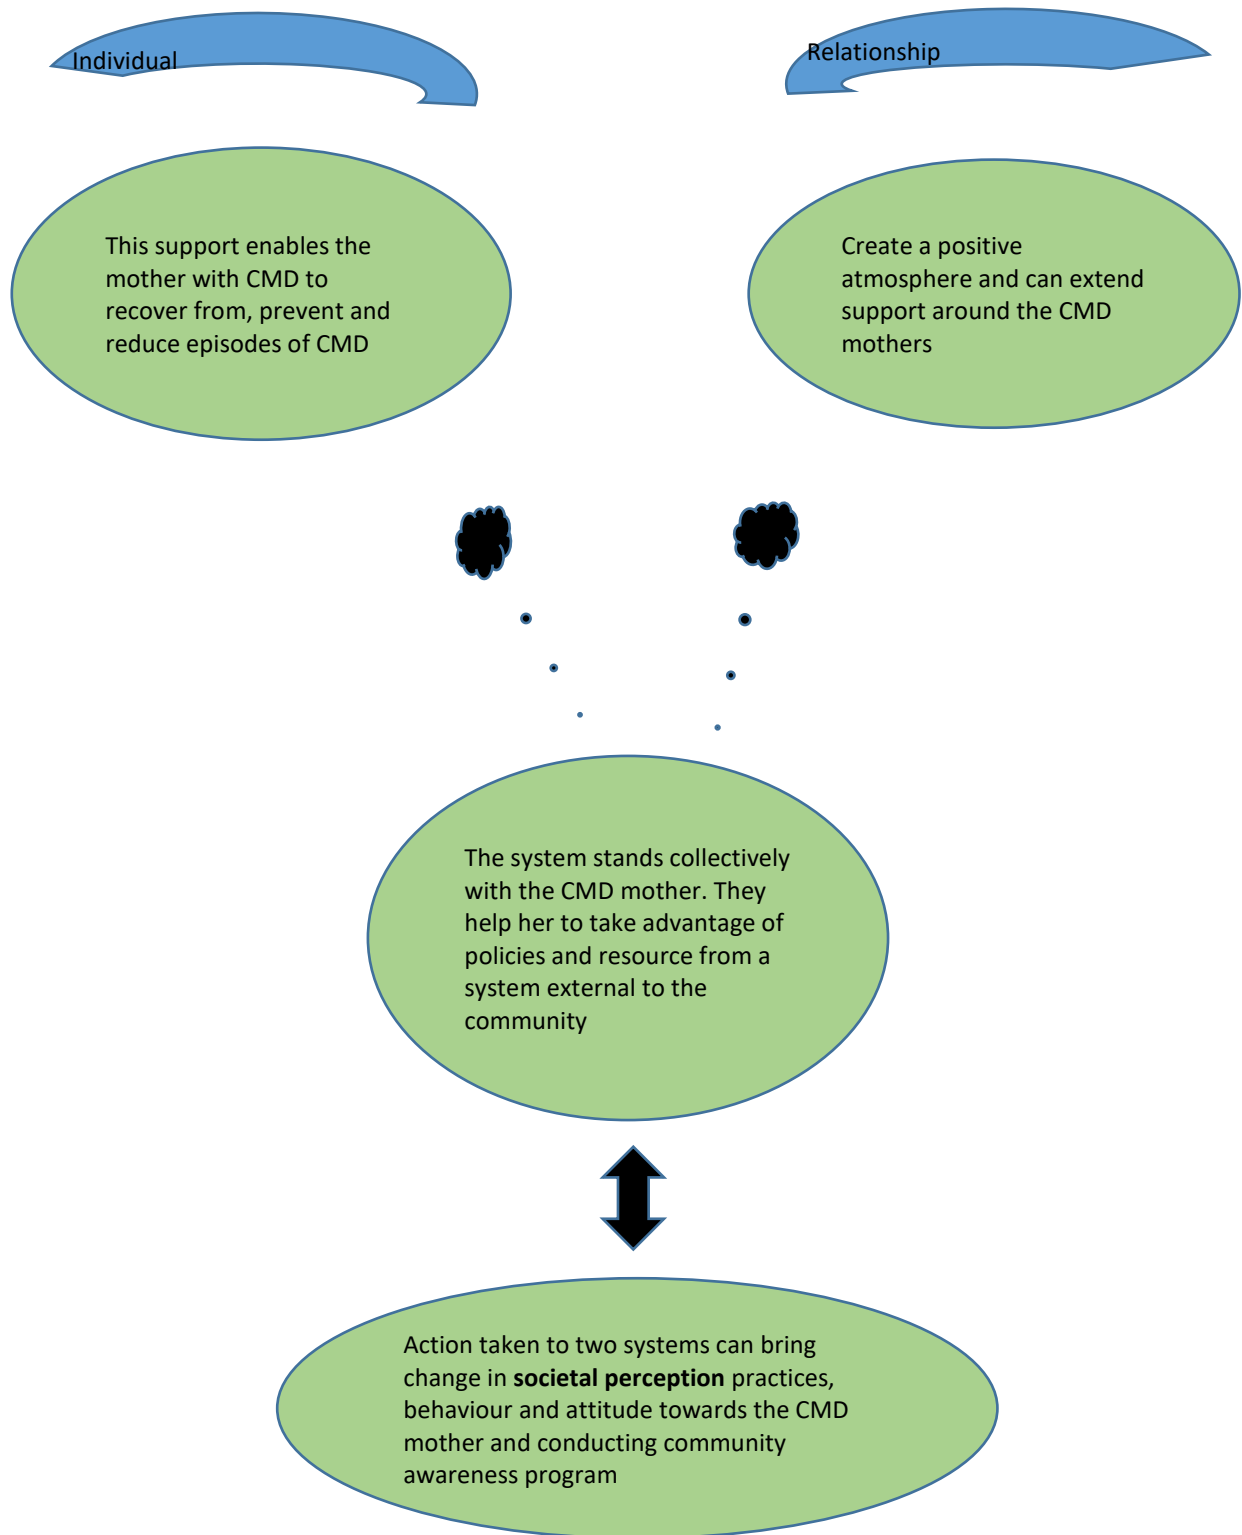 Individual
Relationship
This support enables the
mother with CMD to
recover from, prevent and
reduce episodes of CMD
Create a positive
atmosphere and can extend
support around the CMD
mothers
The system stands collectively
with the CMD mother. They
help her to take advantage of
policies and resource from a
system external to the
community
Action taken to two systems can bring
change in societal perception practices,
behaviour and attitude towards the CMD
mother and conducting community
awareness program